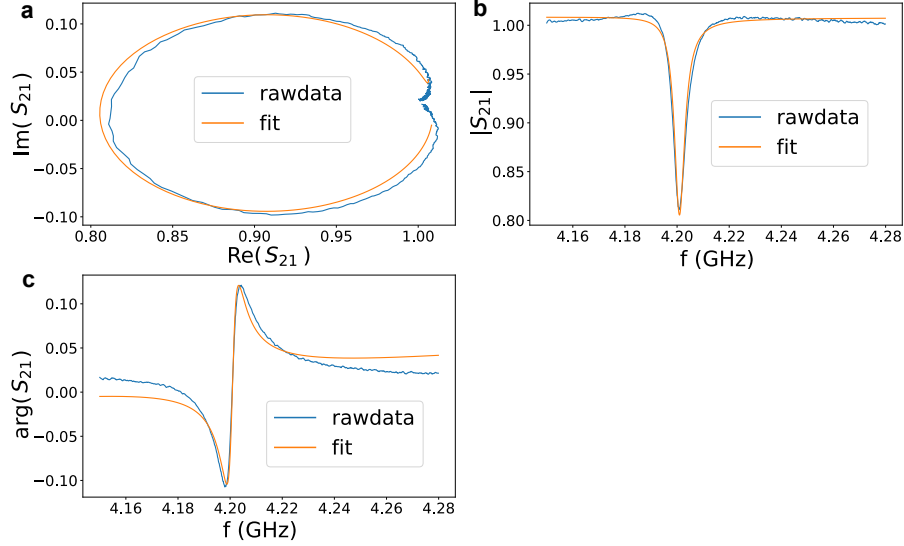 a
0.10
0.05
0.00
−0.05
−0.10
Im(S21)
rawdata
fit
0.80 0.85 0.90 0.95 1.00
Re(S21)
b
1.00
0.95
0.90
0.85
0.80
|S21|
rawdata
fit
4.16 4.18 4.20 4.22 4.24 4.26 4.28
f (GHz)
c
0.10
0.05
0.00
−0.05
−0.10
arg(S21)
rawdata
fit
4.16 4.18 4.20 4.22 4.24 4.26 4.28
f (GHz)